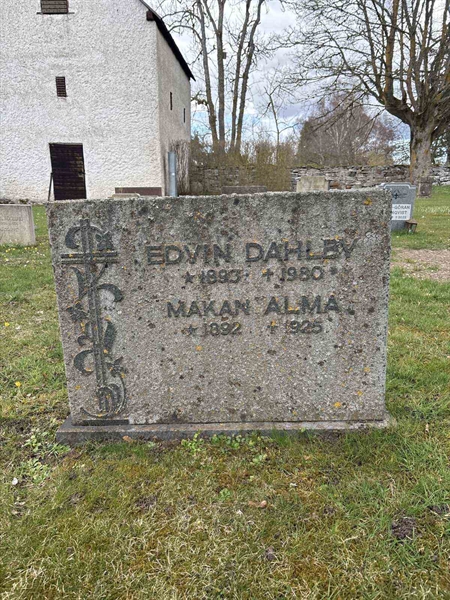 EDVIN DAHLBY
★1893 †1980
MAKAN ALMA
★1892 †1925